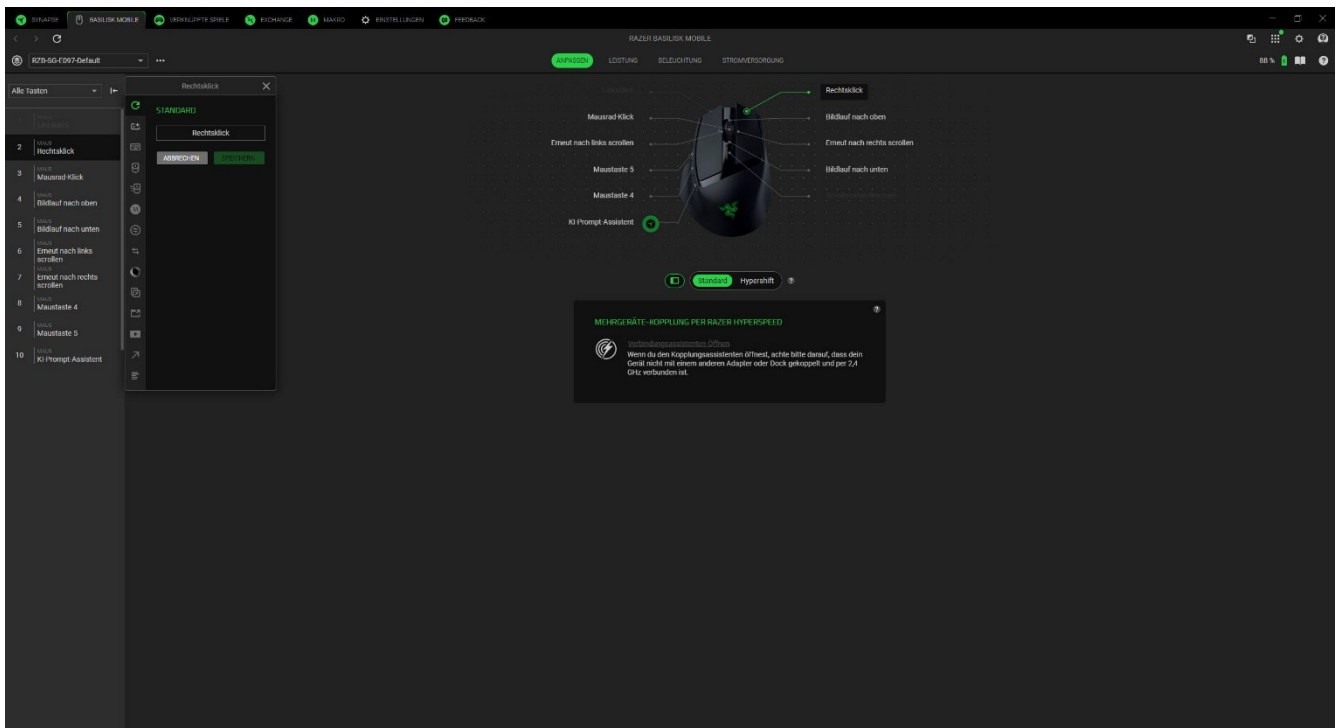 SYNAPSE
BASILISK MOBILE
VERKNÜPFTE SPIELE
EXCHANGE
MAKRO
EINSTELLUNGEN
FEEDBACK
RAZER BASILISK MOBILE
RZB-SG-E097-Default
ANPASSEN
LEISTUNG
BELEUCHTUNG
STROMVERSORGUNG
88 %
Alle Tasten
2
MAUS
Rechtsklick
3
MAUS
Mausrad-Klick
4
MAUS
Bildlauf nach oben
5
MAUS
Bildlauf nach unten
6
MAUS
Erneut nach links
scrollen
7
MAUS
Erneut nach rechts
scrollen
8
MAUS
Maustaste 4
9
MAUS
Maustaste 5
10
MAUS
KI Prompt Assistent
Rechtsklick
STANDARD
Rechtsklick
ABBRECHEN
SPEICHERN
Mausrad-Klick
Erneut nach links scrollen
Maustaste 5
Maustaste 4
KI Prompt Assistent
Rechtsklick
Bildlauf nach oben
Erneut nach rechts scrollen
Bildlauf nach unten
Standard
Hypershift
MEHRGERÄTE-KOPPLUNG PER RAZER HYPERSPEED
Verbindungsassistenten Öffnen
Wenn du den Kopplungsassistenten öffnest, achte bitte darauf, dass dein
Gerät nicht mit einem anderen Adapter oder Dock gekoppelt und per 2,4
GHz verbunden ist.